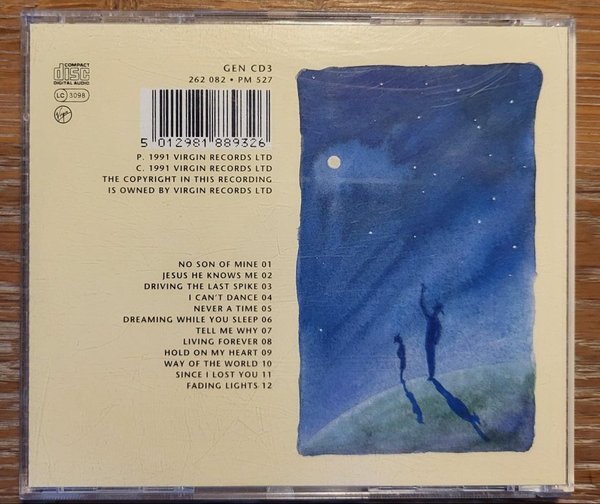 COMPACT
disc
DIGITAL AUDIO
LC 3098
Virgin
GEN CD3
262 082 • PM 527
5 012981 889326
P. 1991 VIRGIN RECORDS LTD
C. 1991 VIRGIN RECORDS LTD
THE COPYRIGHT IN THIS RECORDING
IS OWNED BY VIRGIN RECORDS LTD
NO SON OF MINE 01
JESUS HE KNOWS ME 02
DRIVING THE LAST SPIKE 03
I CAN'T DANCE 04
NEVER A TIME 05
DREAMING WHILE YOU SLEEP 06
TELL ME WHY 07
LIVING FOREVER 08
HOLD ON MY HEART 09
WAY OF THE WORLD 10
SINCE I LOST YOU 11
FADING LIGHTS 12